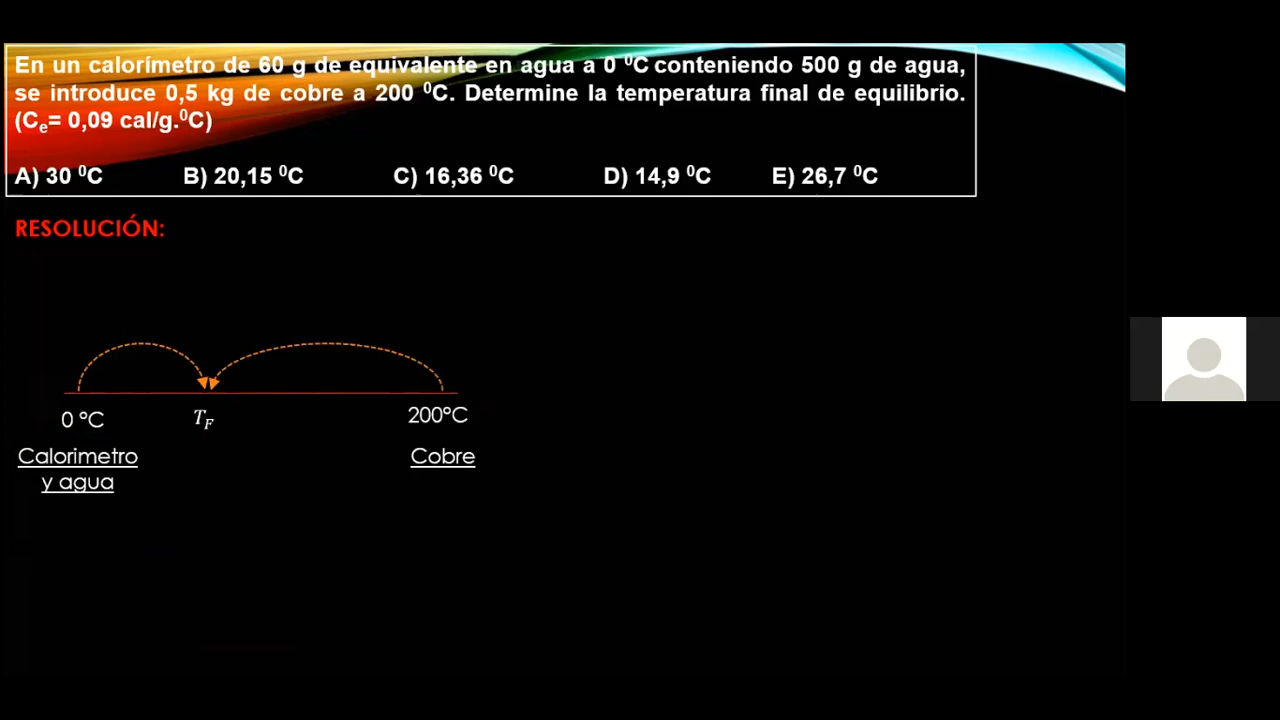 En un calorímetro de 60 g de equivalente en agua a 0 ⁰C conteniendo 500 g de agua,
se introduce 0,5 kg de cobre a 200 ⁰C. Determine la temperatura final de equilibrio.
(Cₑ= 0,09 cal/g.⁰C)
A) 30 ⁰C B) 20,15 ⁰C C) 16,36 ⁰C D) 14,9 ⁰C E) 26,7 ⁰C
RESOLUCIÓN:
0 °C T_F 200°C
Calorimetro Cobre
y agua